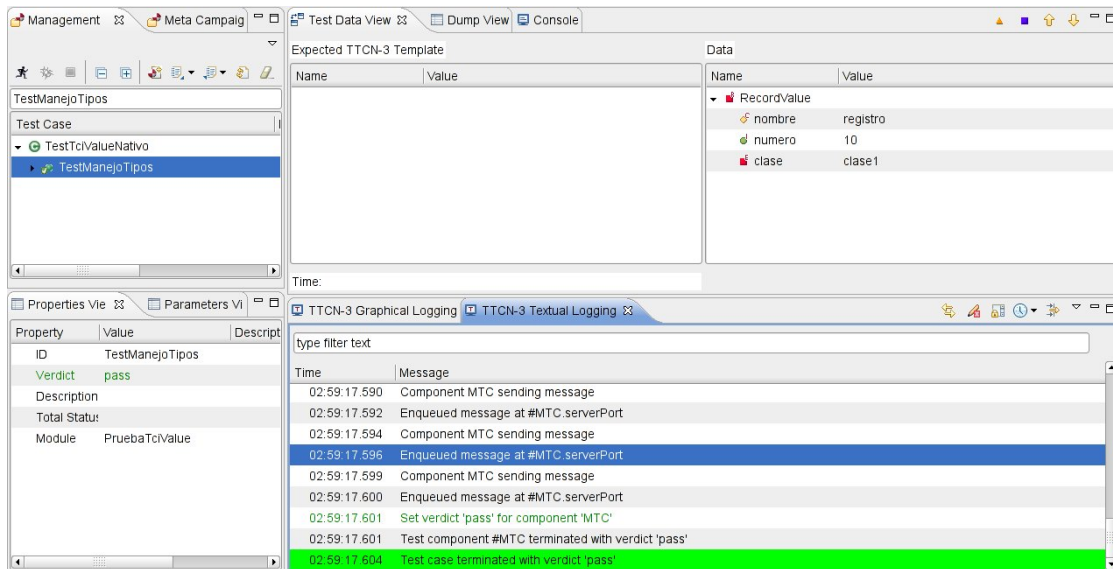 Management
Meta Campaig
TestManejoTipos
Test Case
TestTciValueNativo
TestManejoTipos
Test Data View
Dump View
Console
Expected TTCN-3 Template
Name Value
Time:
Data
Name Value
RecordValue
nombre registro
numero 10
clase clase1
Properties Vie
Parameters Vi
Property Value Descript
ID TestManejoTipos
Verdict pass
Description
Total Status
Module PruebaTciValue
TTCN-3 Graphical Logging
TTCN-3 Textual Logging
type filter text
Time Message
02:59:17.590 Component MTC sending message
02:59:17.592 Enqueued message at #MTC.serverPort
02:59:17.594 Component MTC sending message
02:59:17.596 Enqueued message at #MTC.serverPort
02:59:17.599 Component MTC sending message
02:59:17.600 Enqueued message at #MTC.serverPort
02:59:17.601 Set verdict 'pass' for component 'MTC'
02:59:17.601 Test component #MTC terminated with verdict 'pass'
02:59:17.604 Test case terminated with verdict 'pass'